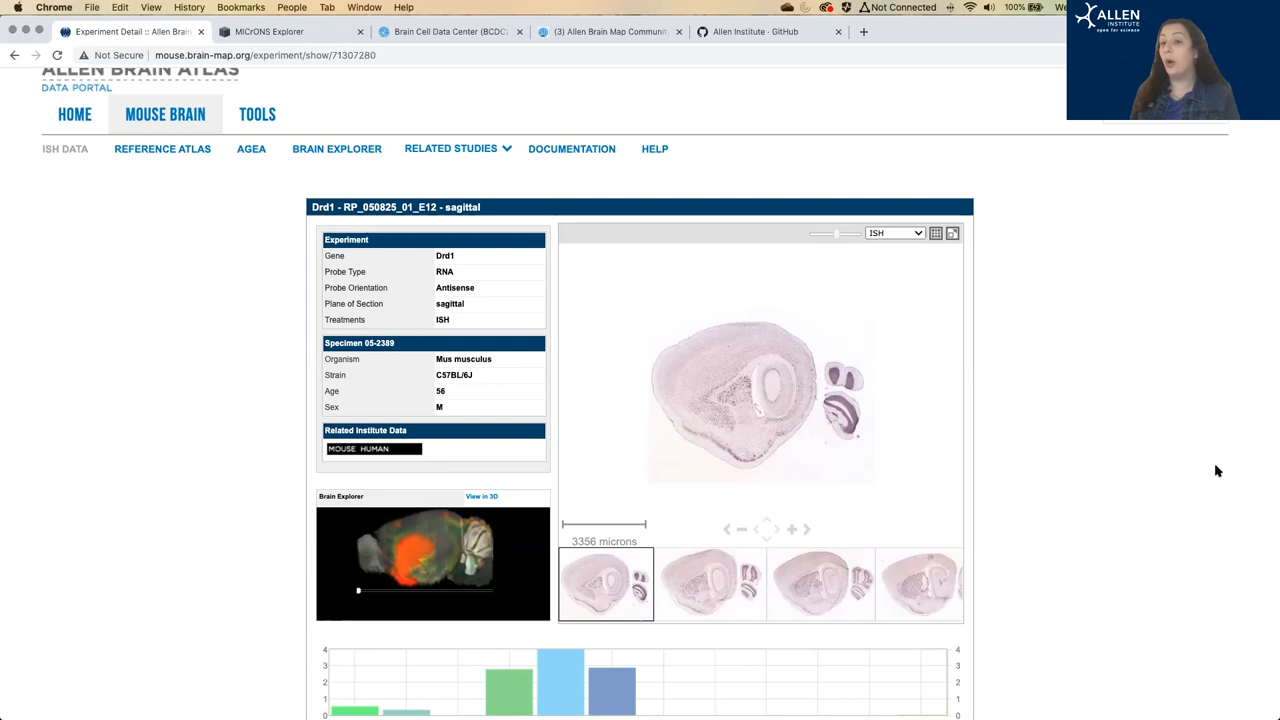 Chrome File Edit View History Bookmarks People Tab Window Help
Not Connected 100% We
Experiment Detail :: Allen Brain
MICrONS Explorer
Brain Cell Data Center (BCDC)
(3) Allen Brain Map Communi
Allen Institute · GitHub
Not Secure mouse.brain-map.org/experiment/show/71307280
ALLEN INSTITUTE
open for science
ALLEN BRAIN ATLAS
DATA PORTAL
HOME MOUSE BRAIN TOOLS
ISH DATA REFERENCE ATLAS AGEA BRAIN EXPLORER RELATED STUDIES DOCUMENTATION HELP
Drd1 - RP_050825_01_E12 - sagittal
Experiment
Gene Drd1
Probe Type RNA
Probe Orientation Antisense
Plane of Section sagittal
Treatments ISH
Specimen 05-2389
Organism Mus musculus
Strain C57BL/6J
Age 56
Sex M
Related Institute Data
MOUSE HUMAN
Brain Explorer View in 3D
ISH
3356 microns
4 4
3 3
2 2
1 1
0 0